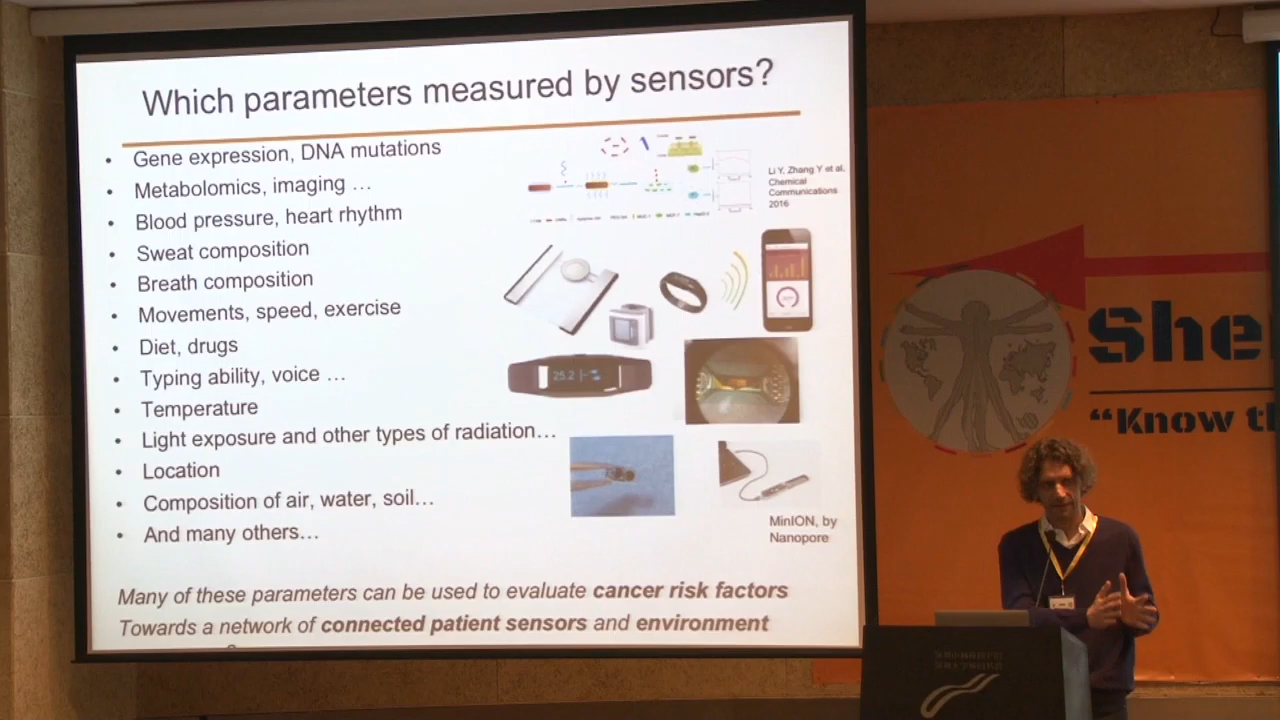 Which parameters measured by sensors?
• Gene expression, DNA mutations
• Metabolomics, imaging …
• Blood pressure, heart rhythm
• Sweat composition
• Breath composition
• Movements, speed, exercise
• Diet, drugs
• Typing ability, voice …
• Temperature
• Light exposure and other types of radiation…
• Location
• Composition of air, water, soil…
• And many others…
Li Y, Zhang Y et al,
Chemical
Communications
2016
25.2
MinION, by
Nanopore
Many of these parameters can be used to evaluate cancer risk factors
Towards a network of connected patient sensors and environment
She
“Know th